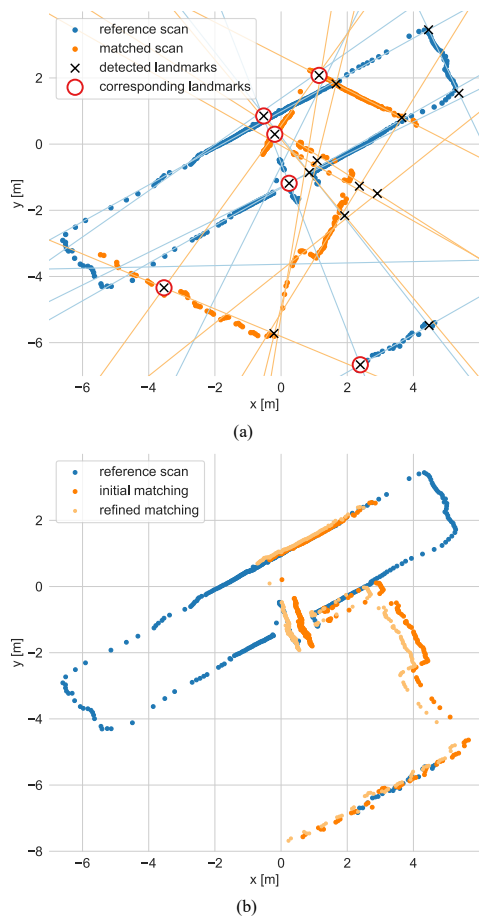 reference scan
matched scan
detected landmarks
corresponding landmarks
y [m]
2
0
−2
−4
−6
−6 −4 −2 0 2 4
x [m]
(a)
reference scan
initial matching
refined matching
y [m]
2
0
−2
−4
−6
−8
−6 −4 −2 0 2 4
x [m]
(b)